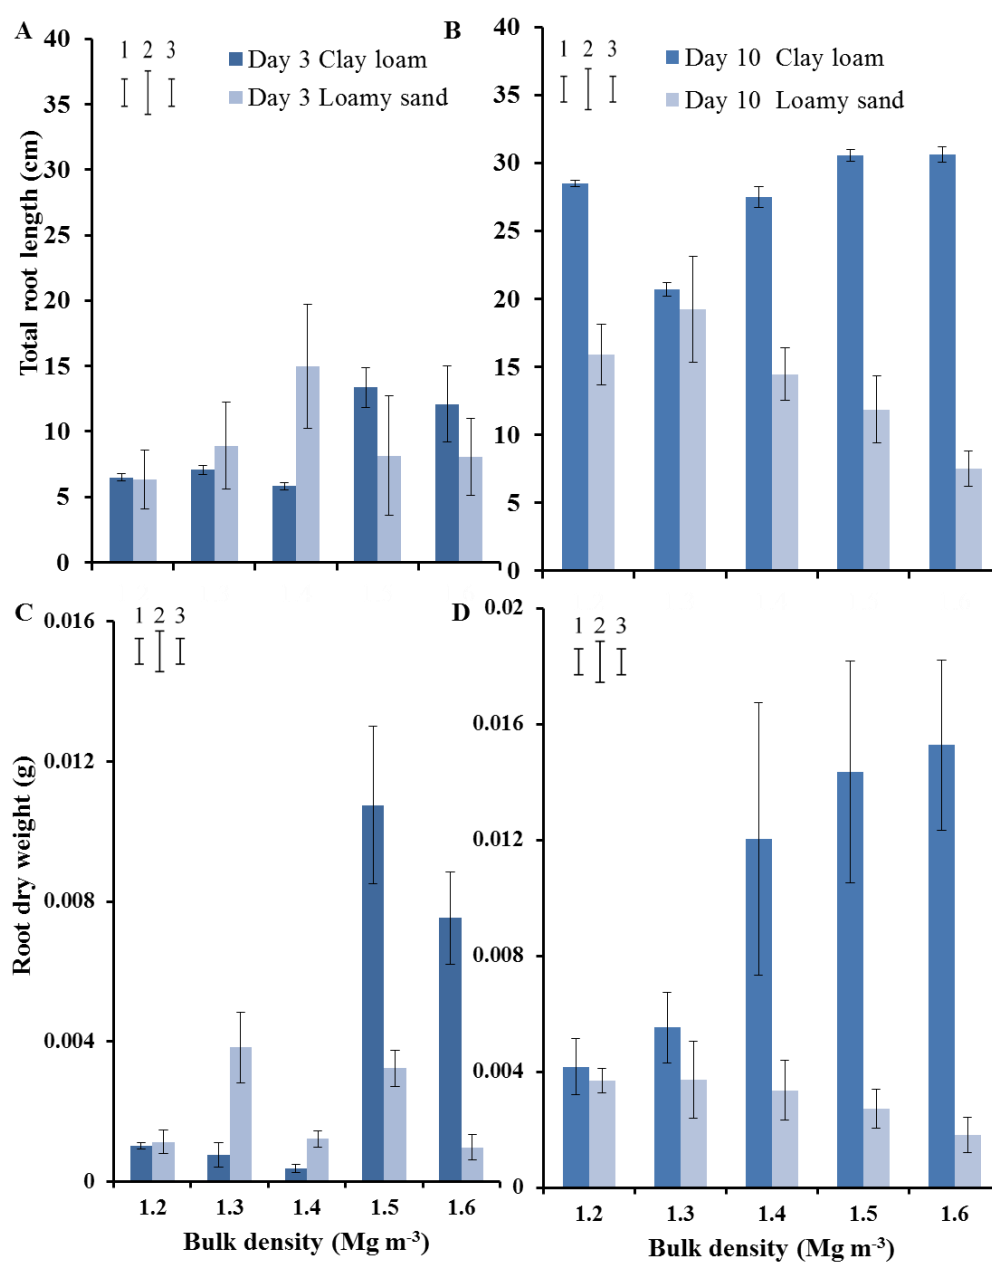 A
1 2 3
Day 3 Clay loam
Day 3 Loamy sand
Total root length (cm)
40
35
30
25
20
15
10
5
0
B
1 2 3
Day 10 Clay loam
Day 10 Loamy sand
40
35
30
25
20
15
10
5
0
C
1 2 3
Root dry weight (g)
0.016
0.012
0.008
0.004
0
1.2 1.3 1.4 1.5 1.6
Bulk density (Mg m⁻³)
D
1 2 3
0.02
0.016
0.012
0.008
0.004
0
1.2 1.3 1.4 1.5 1.6
Bulk density (Mg m⁻³)